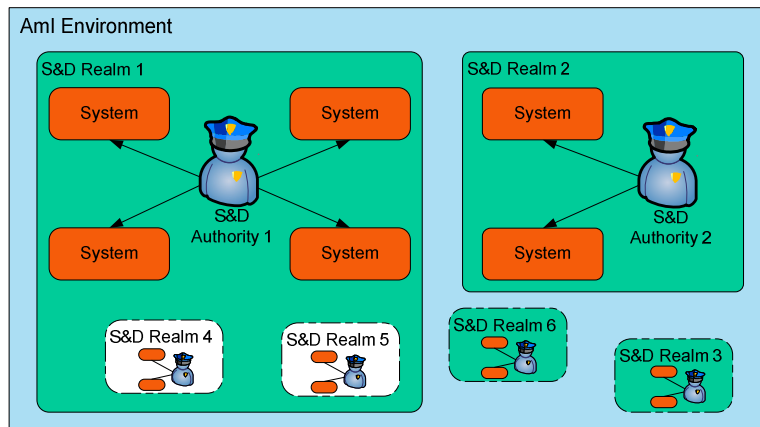 AmI Environment
S&D Realm 1
System
System
S&D
Authority 1
System
System
S&D Realm 4
S&D Realm 5
S&D Realm 2
System
S&D
Authority 2
System
S&D Realm 6
S&D Realm 3